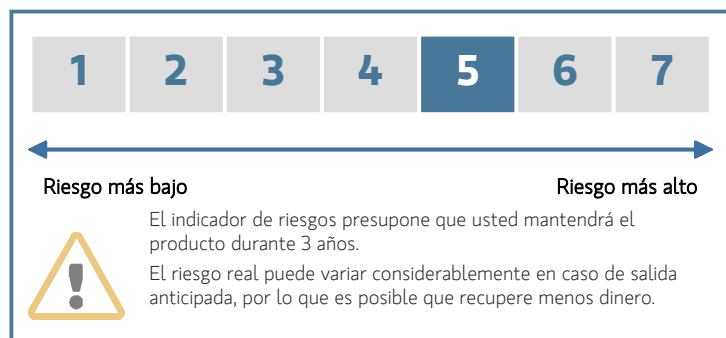 1 2 3 4 5 6 7
Riesgo más bajo Riesgo más alto
El indicador de riesgos presupone que usted mantendrá el
producto durante 3 años.
El riesgo real puede variar considerablemente en caso de salida
anticipada, por lo que es posible que recupere menos dinero.